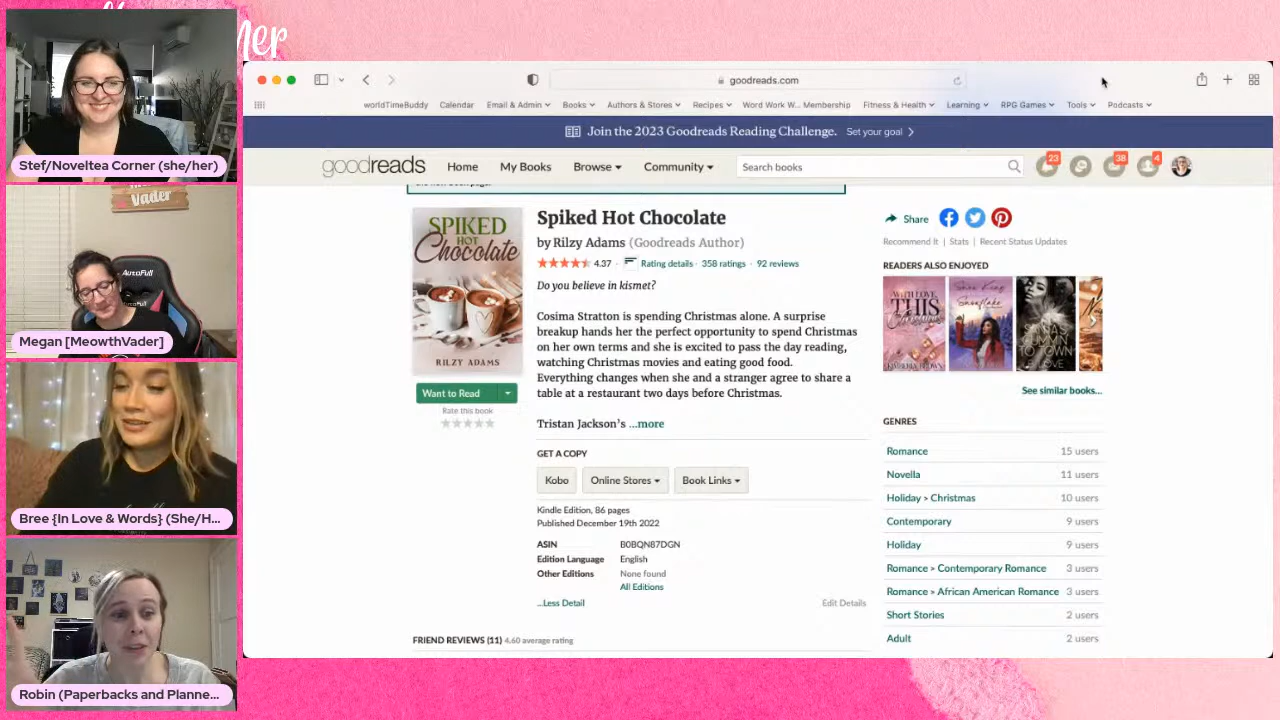 Stef/Noveltea Corner (she/her)
Vader
AutoFull
Megan [MeowthVader]
Bree {In Love & Words} (She/H...
Robin (Paperbacks and Planne...
goodreads.com
worldTimeBuddy Calendar Email & Admin Books Authors & Stores Recipes Word Work W... Membership Fitness & Health Learning RPG Games Tools Podcasts
Join the 2023 Goodreads Reading Challenge. Set your goal
goodreads Home My Books Browse Community Search books 23 38 4
SPIKED
HOT
Chocolate
RILZY ADAMS
Want to Read
Rate this book
Spiked Hot Chocolate
by Rilzy Adams (Goodreads Author)
4.37 · Rating details · 358 ratings · 92 reviews
Do you believe in kismet?
Cosima Stratton is spending Christmas alone. A surprise
breakup hands her the perfect opportunity to spend Christmas
on her own terms and she is excited to pass the day reading,
watching Christmas movies and eating good food.
Everything changes when she and a stranger agree to share a
table at a restaurant two days before Christmas.
Tristan Jackson's ...more
GET A COPY
Kobo Online Stores Book Links
Kindle Edition, 86 pages
Published December 19th 2022
ASIN B0BQN87DGN
Edition Language English
Other Editions None found
All Editions
...Less Detail Edit Details
FRIEND REVIEWS (11) 4.60 average rating
Share
Recommend It | Stats | Recent Status Updates
READERS ALSO ENJOYED
WITH LOVE,
THIS
See similar books...
GENRES
Romance 15 users
Novella 11 users
Holiday > Christmas 10 users
Contemporary 9 users
Holiday 9 users
Romance > Contemporary Romance 3 users
Romance > African American Romance 3 users
Short Stories 2 users
Adult 2 users